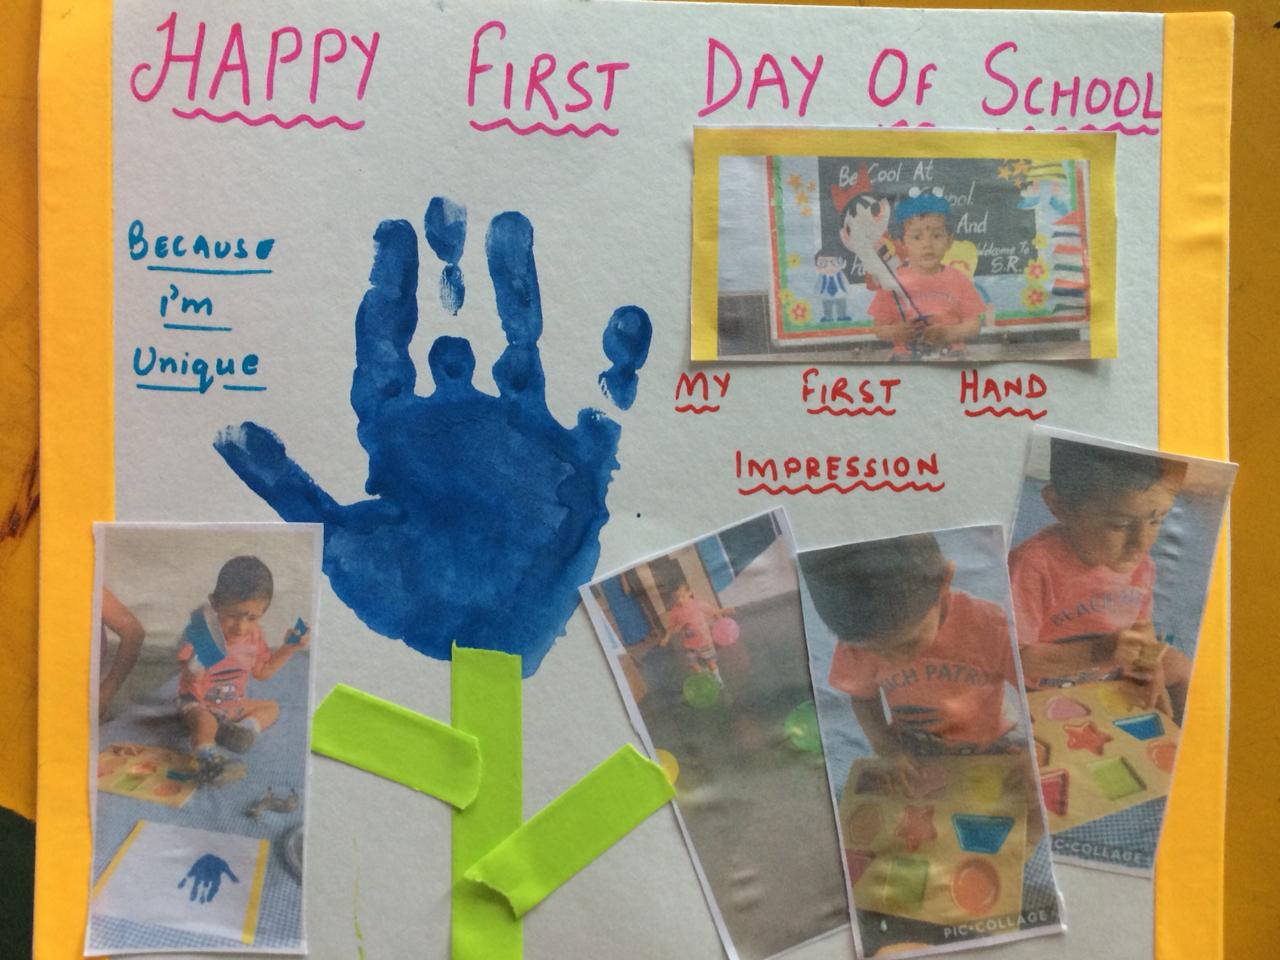 HAPPY FIRST DAY OF SCHOOL
BECAUSE
i'm
Unique
Be Cool At
And
Welcome To
S.R.
MY FIRST HAND
IMPRESSION
BEACH
PIC•COLLAGE
PIC•COLLAGE